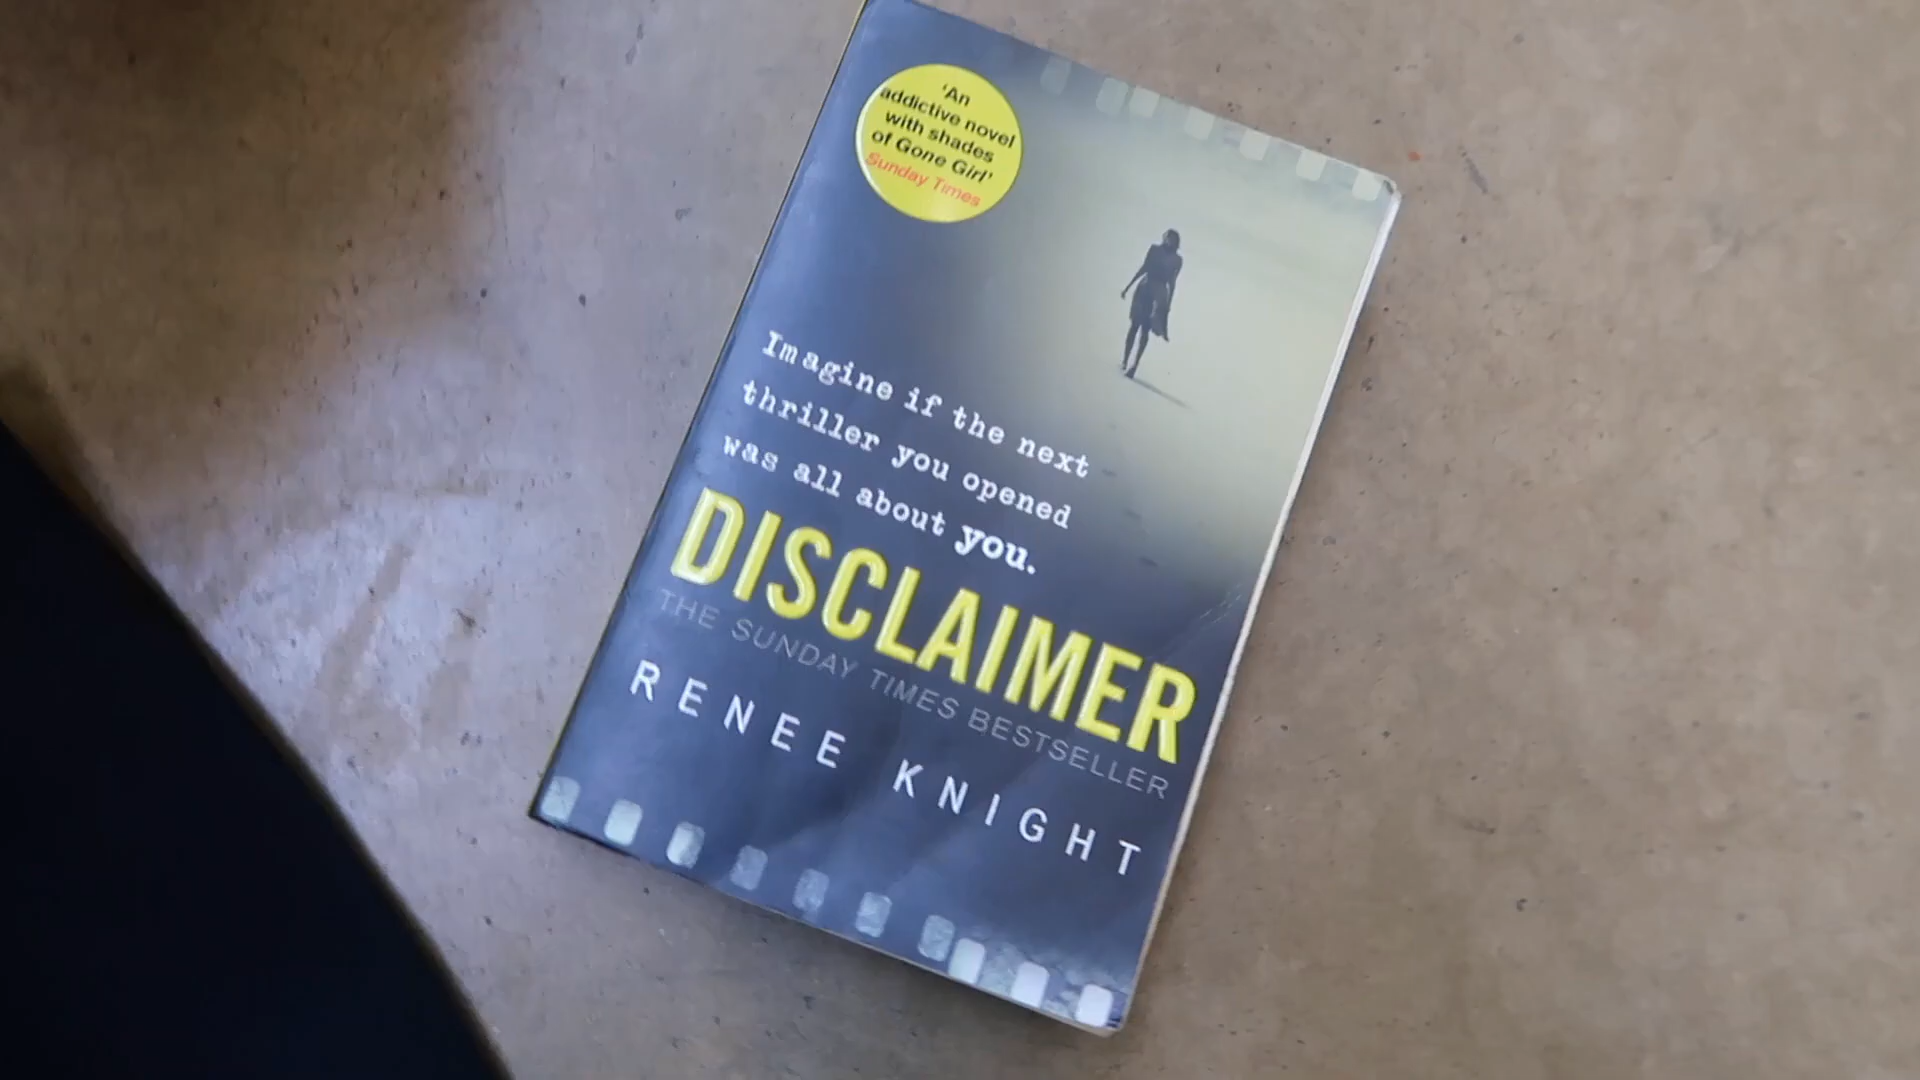 ‘An
addictive novel
with shades
of Gone Girl’
Sunday Times
Imagine if the next
thriller you opened
was all about you.
DISCLAIMER
THE SUNDAY TIMES BESTSELLER
RENEE KNIGHT